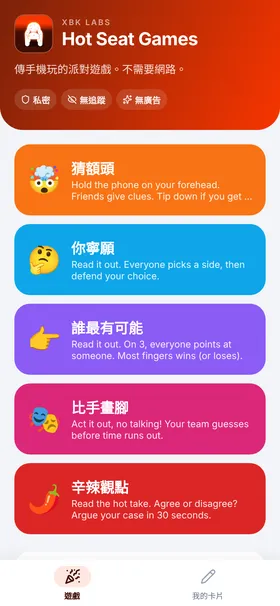 XBK LABS
Hot Seat Games
傳手機玩的派對遊戲。不需要網路。
私密
無追蹤
無廣告
猜額頭
Hold the phone on your forehead.
Friends give clues. Tip down if you get ...
你寧願
Read it out. Everyone picks a side, then
defend your choice.
誰最有可能
Read it out. On 3, everyone points at
someone. Most fingers wins (or loses).
比手畫腳
Act it out, no talking! Your team guesses
before time runs out.
辛辣觀點
Read the hot take. Agree or disagree?
Argue your case in 30 seconds.
遊戲
我的卡片